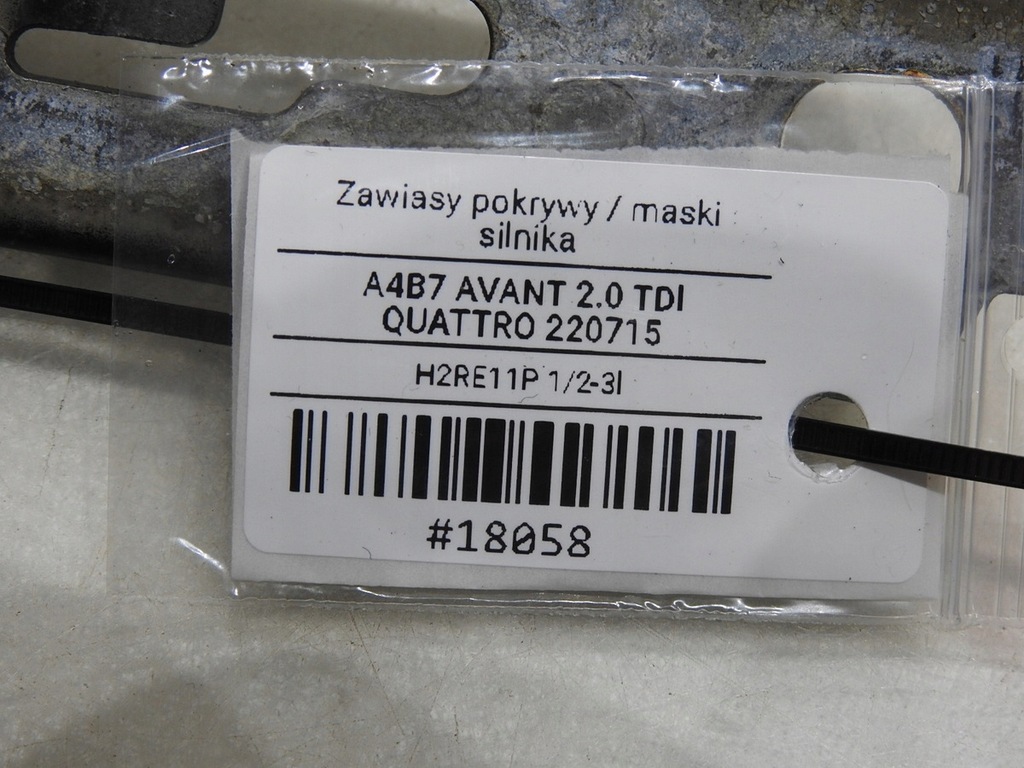 Zawiasy pokrywy / maski
silnika
A4B7 AVANT 2.0 TDI
QUATTRO 220715
H2RE11P 1/2-3l
#18058